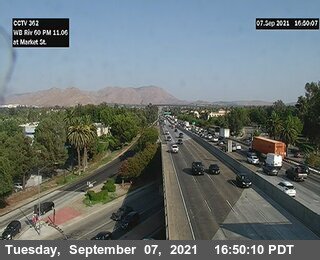 CCTV 362
WB Riv 60 PM 11.06
at Market St.
07.Sep 2021 16:50:07
Tuesday, September 07, 2021 16:50:10 PDT